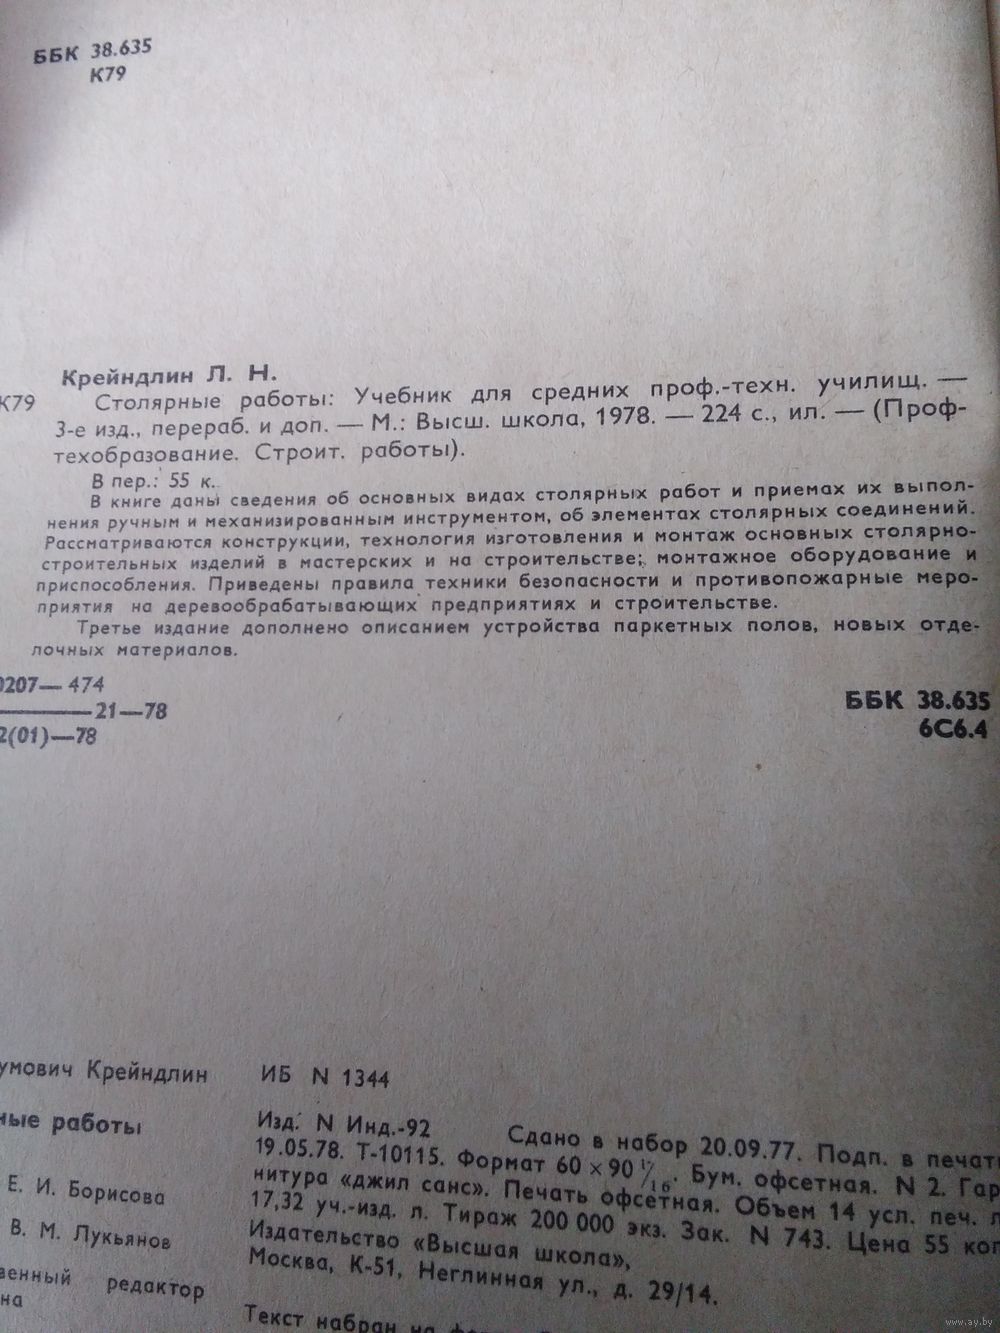 ББК 38.635
К79
Крейндлин Л. Н.
К79 Столярные работы: Учебник для средних проф.-техн. училищ. —
3-е изд., перераб. и доп. — М.: Высш. школа, 1978. — 224 с., ил. — (Проф-
техобразование. Строит. работы).
В пер.: 55 к.
В книге даны сведения об основных видах столярных работ и приемах их выпол-
нения ручным и механизированным инструментом, об элементах столярных соединений.
Рассматриваются конструкции, технология изготовления и монтаж основных столярно-
строительных изделий в мастерских и на строительстве; монтажное оборудование и
приспособления. Приведены правила техники безопасности и противопожарные меро-
приятия на деревообрабатывающих предприятиях и строительстве.
Третье издание дополнено описанием устройства паркетных полов, новых отде-
лочных материалов.
0207—474
21—78
2(01)—78
ББК 38.635
6С6.4
умович Крейндлин
ные работы
Е. И. Борисова
В. М. Лукьянов
венный редактор
на
ИБ N 1344
Изд. N Инд.-92 Сдано в набор 20.09.77. Подп. в печать
19.05.78. Т-10115. Формат 60×90 1/16. Бум. офсетная. N 2. Гар
нитура «джил санс». Печать офсетная. Объем 14 усл. печ. л
17,32 уч.-изд. л. Тираж 200 000 экз. Зак. N 743. Цена 55 коп
Издательство «Высшая школа»,
Москва, К-51, Неглинная ул., д. 29/14.
Текст набран на
www.ay.by